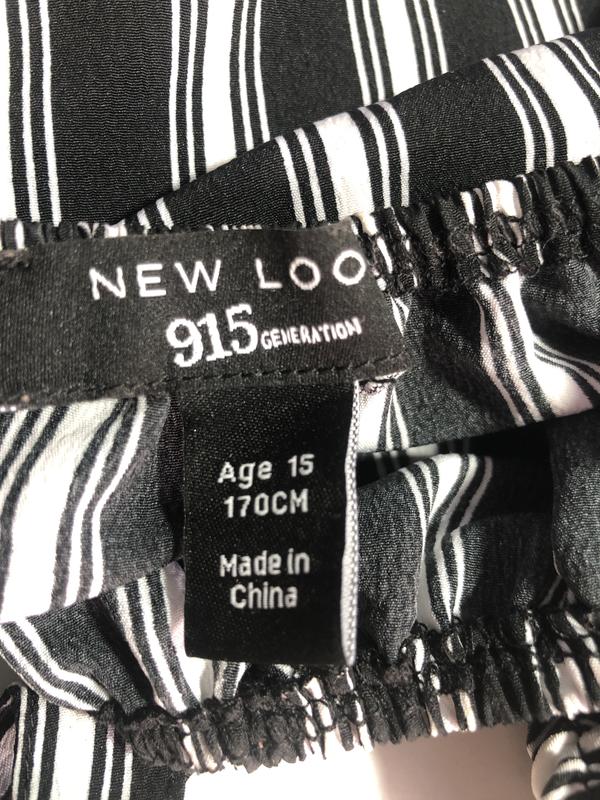 NEW LOO
915 GENERATION
Age 15
170CM
Made in
China